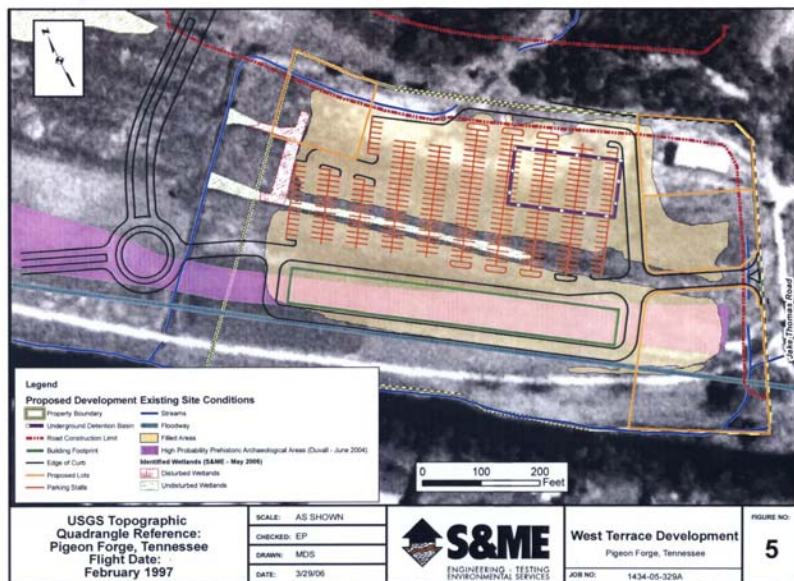 N
Jake Thomas Road
Legend
Proposed Development
Property Boundary
Underground Detention Basin
Road Construction Limit
Building Footprint
Edge of Curb
Proposed Lots
Parking Stalls
Existing Site Conditions
Streams
Floodway
Filled Areas
High Probability Prehistoric Archaeological Areas (Duvall - June 2004)
Identified Wetlands (S&ME - May 2005)
Disturbed Wetlands
Undisturbed Wetlands
0 100 200
Feet
USGS Topographic
Quadrangle Reference:
Pigeon Forge, Tennessee
Flight Date:
February 1997
SCALE: AS SHOWN
CHECKED: EP
DRAWN: MDS
DATE: 3/29/06
S&ME
ENGINEERING · TESTING
ENVIRONMENTAL SERVICES
West Terrace Development
Pigeon Forge, Tennessee
JOB NO: 1434-05-329A
FIGURE NO:
5